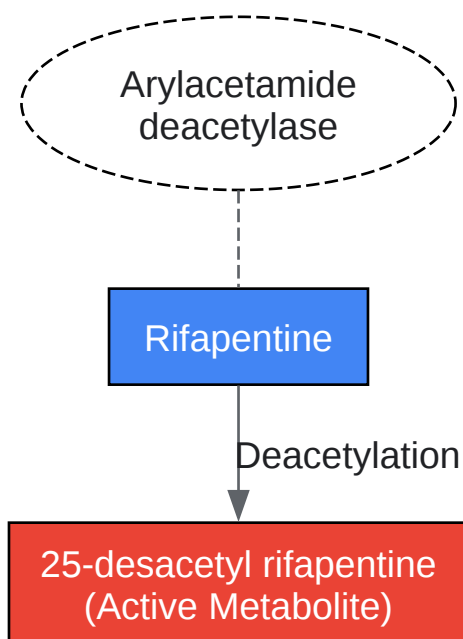 Arylacetamide
deacetylase
Rifapentine
Deacetylation
25-desacetyl rifapentine
(Active Metabolite)